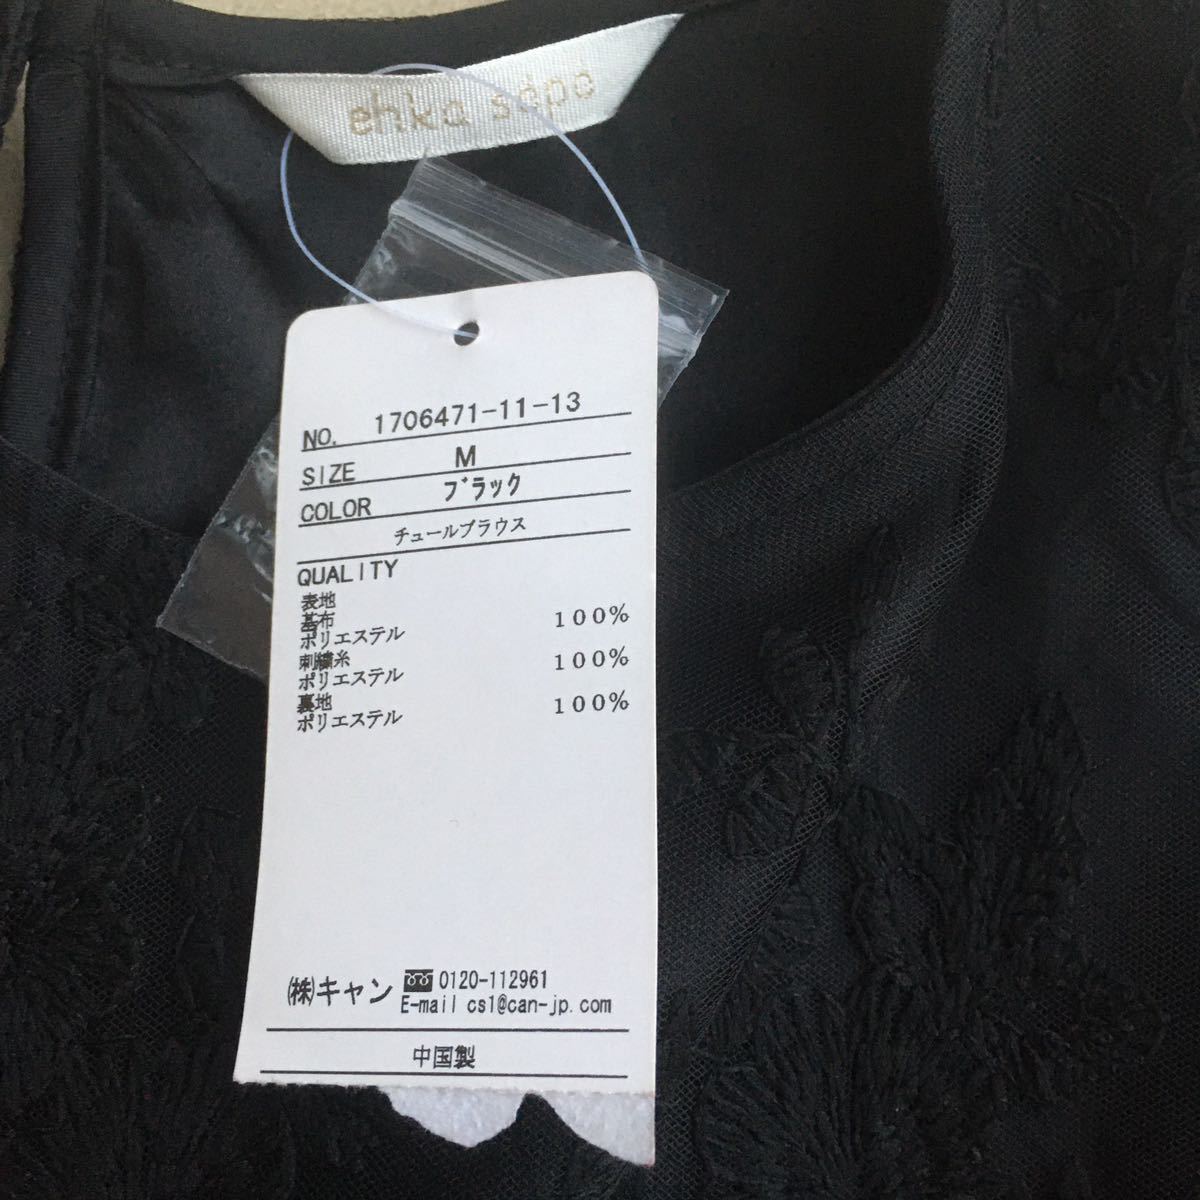 ehka sopo
NO. 1706471-11-13
SIZE M
COLOR ブラック
チュールブラウス
QUALITY
表地
基布
ポリエステル 100%
刺繍糸
ポリエステル 100%
裏地
ポリエステル 100%
(株)キャン 0120-112961
E-mail cs1@can-jp.com
中国製